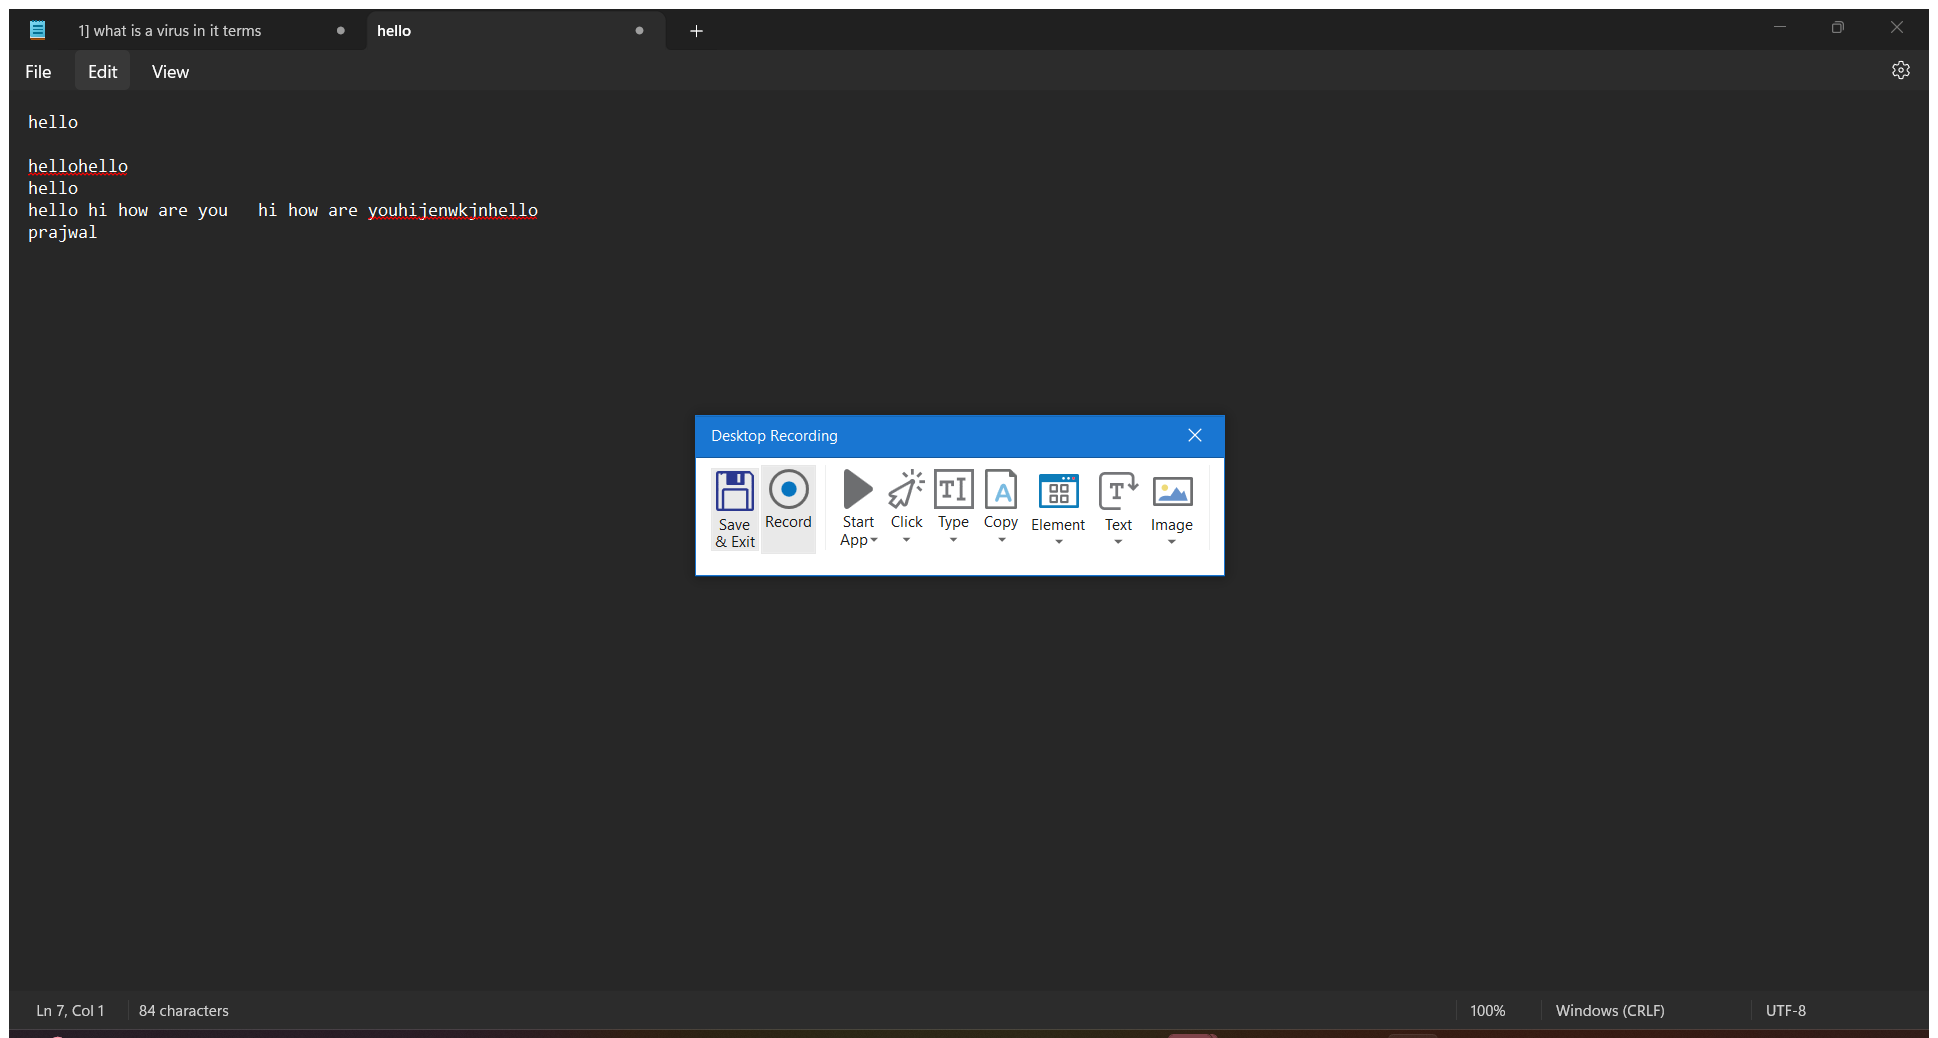 1] what is a virus in it terms
hello
File Edit View
hello
hellohello
hello
hello hi how are you   hi how are youhijenwkjnhello
prajwal
Desktop Recording
Save & Exit
Record
Start App
Click
Type
Copy
Element
Text
Image
Ln 7, Col 1
84 characters
100%
Windows (CRLF)
UTF-8